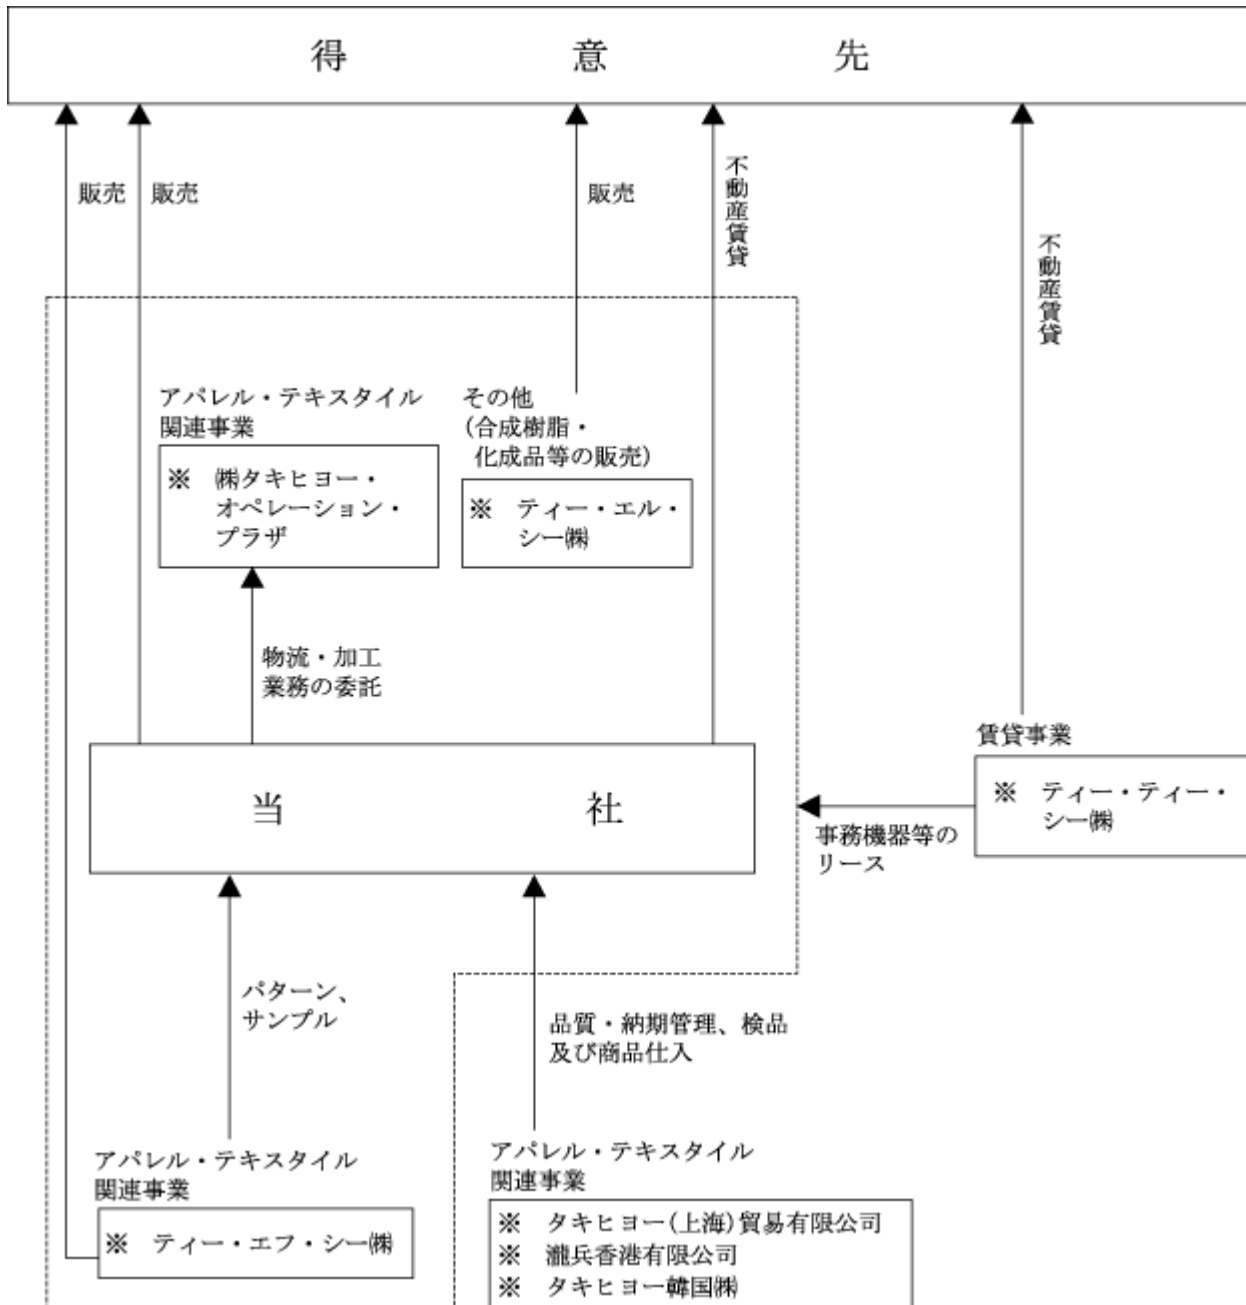 得意先
販売
販売
販売
不動産賃貸
不動産賃貸
アパレル・テキスタイル
関連事業
※ ㈱タキヒヨー・
オペレーション・
プラザ
その他
(合成樹脂・
化成品等の販売)
※ ティー・エル・
シー㈱
物流・加工
業務の委託
賃貸事業
※ ティー・ティー・
シー㈱
当社
事務機器等の
リース
パターン、
サンプル
品質・納期管理、検品
及び商品仕入
アパレル・テキスタイル
関連事業
※ ティー・エフ・シー㈱
アパレル・テキスタイル
関連事業
※ タキヒヨー(上海)貿易有限公司
※ 瀧兵香港有限公司
※ タキヒヨー韓国㈱